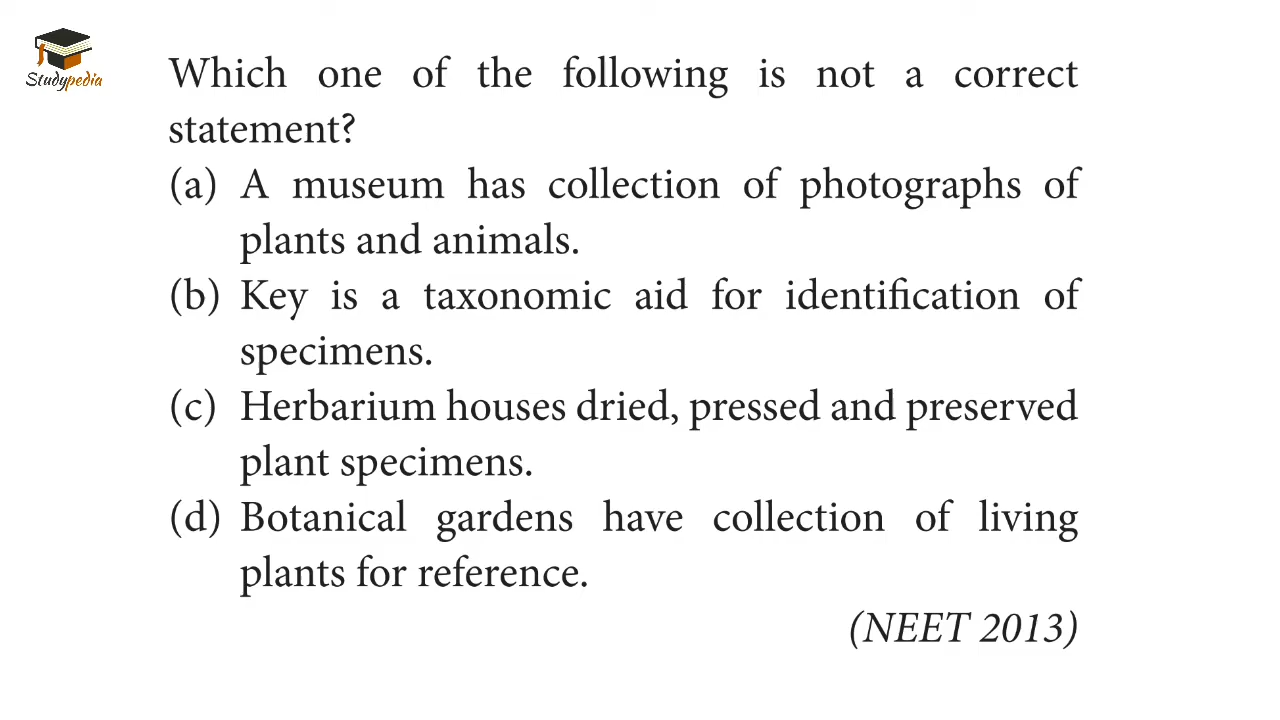 Studypedia
Which one of the following is not a correct
statement?
(a) A museum has collection of photographs of
plants and animals.
(b) Key is a taxonomic aid for identification of
specimens.
(c) Herbarium houses dried, pressed and preserved
plant specimens.
(d) Botanical gardens have collection of living
plants for reference.
(NEET 2013)